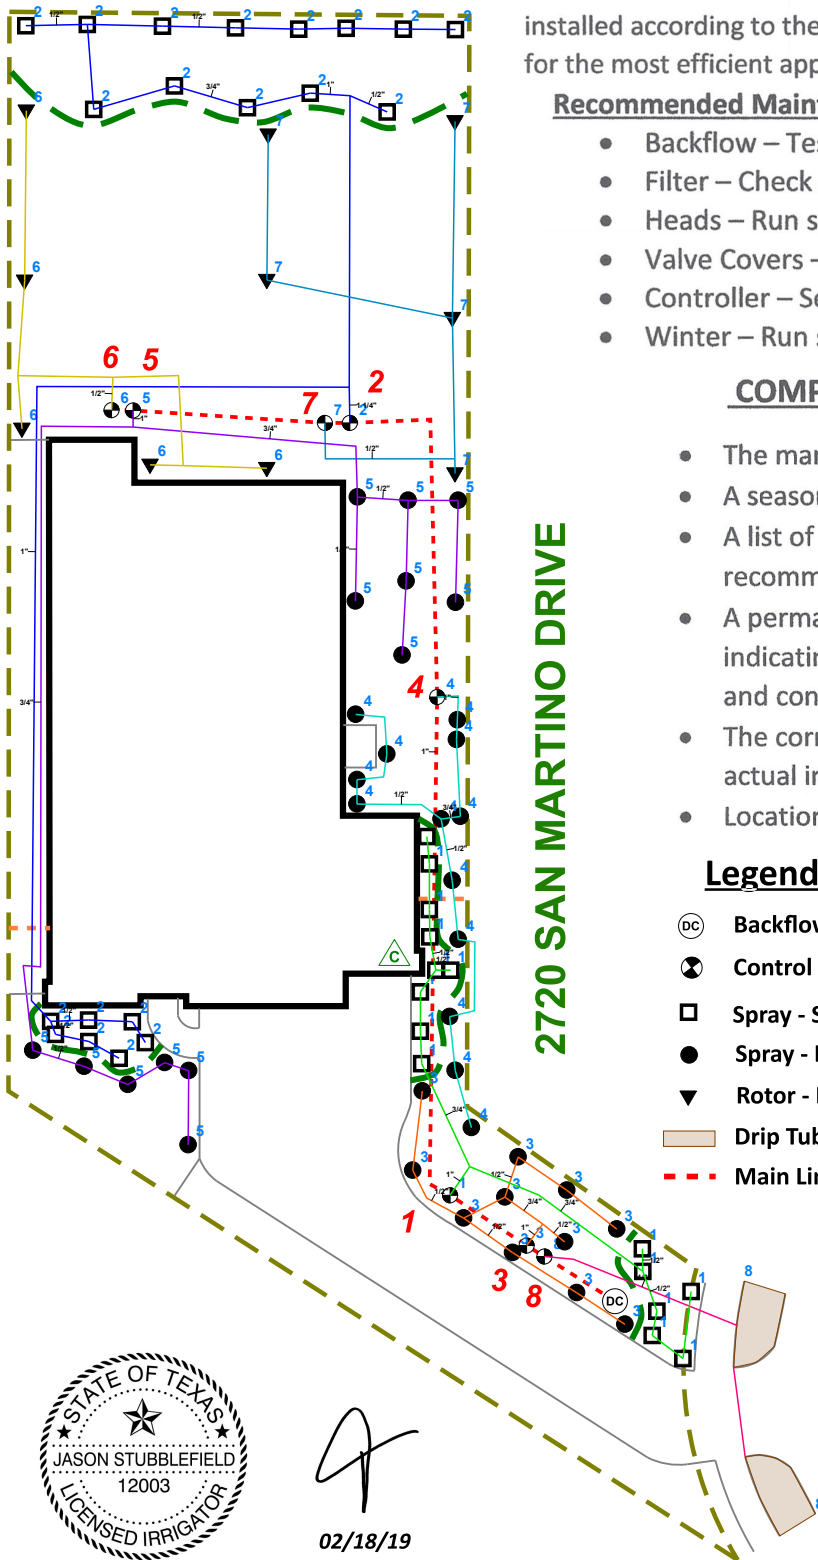 installed according to the
for the most efficient app
Recommended Maint
• Backflow – Tes
• Filter – Check
• Heads – Run s
• Valve Covers –
• Controller – Se
• Winter – Run s
COMP
• The man
• A season
• A list of
recomm
• A perma
indicatin
and con
• The corr
actual in
• Location
Legend
DC Backflow
Control
Spray - S
Spray -
Rotor -
Drip Tub
Main Lin
2720 SAN MARTINO DRIVE
6 5
2
7
4
1
3 8
C
DC
STATE OF TEXAS
JASON STUBBLEFIELD
12003
LICENSED IRRIGATOR
02/18/19